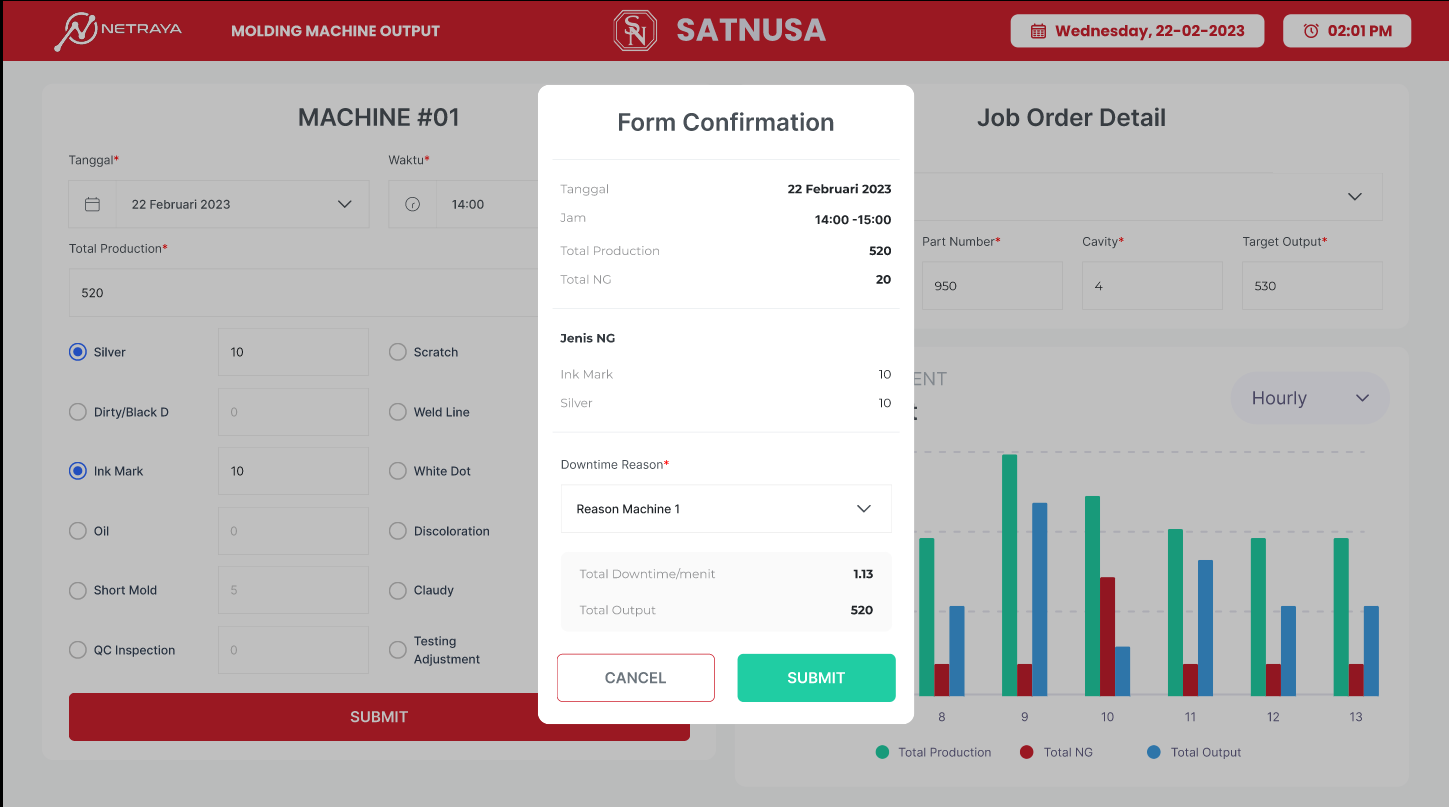 NETRAYA
MOLDING MACHINE OUTPUT
SN
SATNUSA
Wednesday, 22-02-2023
02:01 PM
MACHINE #01
Tanggal*
Waktu*
22 Februari 2023
14:00
Total Production*
520
Silver
10
Scratch
Dirty/Black D
0
Weld Line
Ink Mark
10
White Dot
Oil
0
Discoloration
Short Mold
5
Claudy
QC Inspection
0
Testing
Adjustment
SUBMIT
Form Confirmation
Tanggal
22 Februari 2023
Jam
14:00 -15:00
Total Production
520
Total NG
20
Jenis NG
Ink Mark
10
Silver
10
Downtime Reason*
Reason Machine 1
Total Downtime/menit
1.13
Total Output
520
CANCEL
SUBMIT
Job Order Detail
Part Number*
Cavity*
Target Output*
950
4
530
Hourly
8
9
10
11
12
13
Total Production
Total NG
Total Output